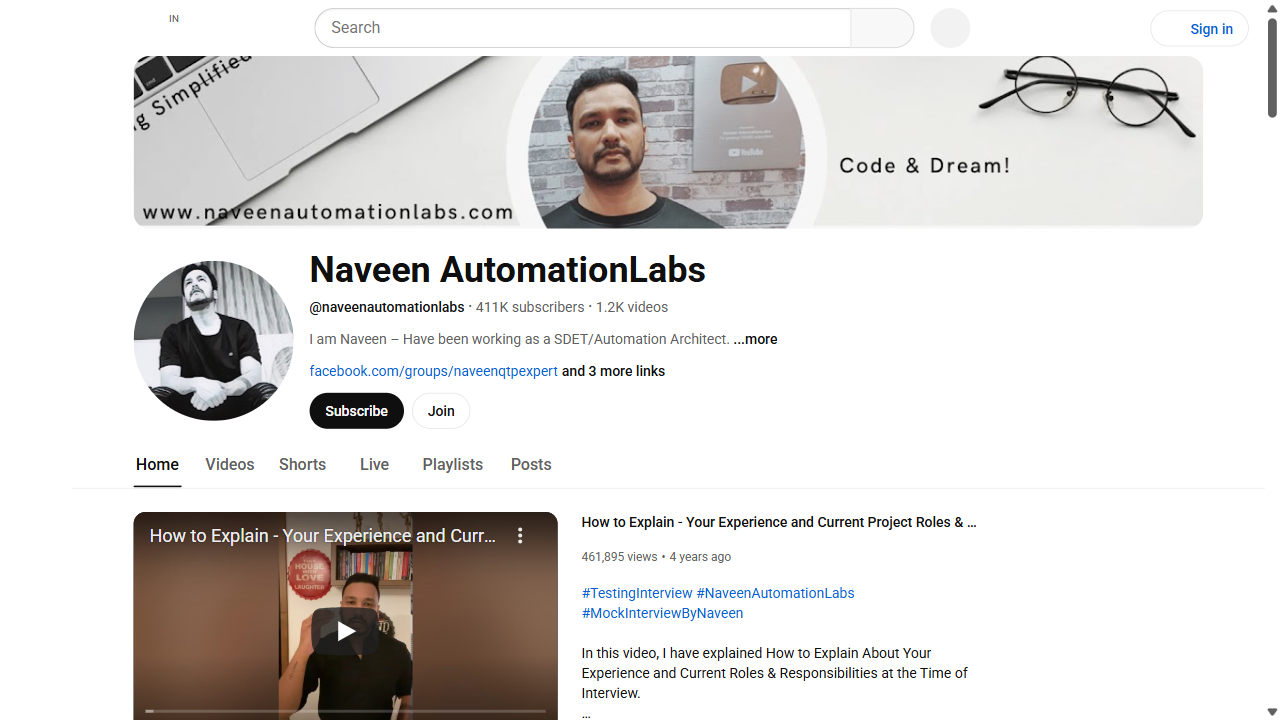 IN
Search
Sign in
g Simplified
Code & Dream!
www.naveenautomationlabs.com
Naveen AutomationLabs
@naveenautomationlabs · 411K subscribers · 1.2K videos
I am Naveen – Have been working as a SDET/Automation Architect. ...more
facebook.com/groups/naveenqtpexpert and 3 more links
Subscribe Join
Home Videos Shorts Live Playlists Posts
How to Explain - Your Experience and Curr...
HOUSE
LOVE
LAUGHTER
How to Explain - Your Experience and Current Project Roles & ...
461,895 views • 4 years ago
#TestingInterview #NaveenAutomationLabs
#MockInterviewByNaveen
In this video, I have explained How to Explain About Your
Experience and Current Roles & Responsibilities at the Time of
Interview.
...